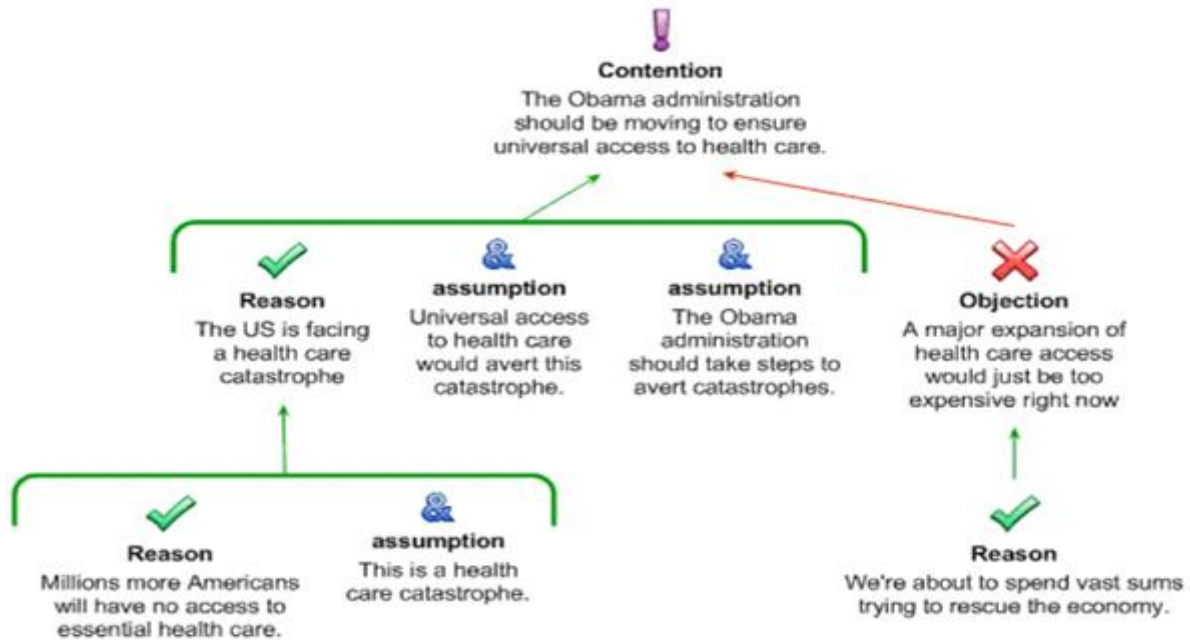 Contention
The Obama administration
should be moving to ensure
universal access to health care.
Reason
The US is facing
a health care
catastrophe
&
assumption
Universal access
to health care
would avert this
catastrophe.
&
assumption
The Obama
administration
should take steps to
avert catastrophes.
Objection
A major expansion of
health care access
would just be too
expensive right now
Reason
Millions more Americans
will have no access to
essential health care.
&
assumption
This is a health
care catastrophe.
Reason
We're about to spend vast sums
trying to rescue the economy.